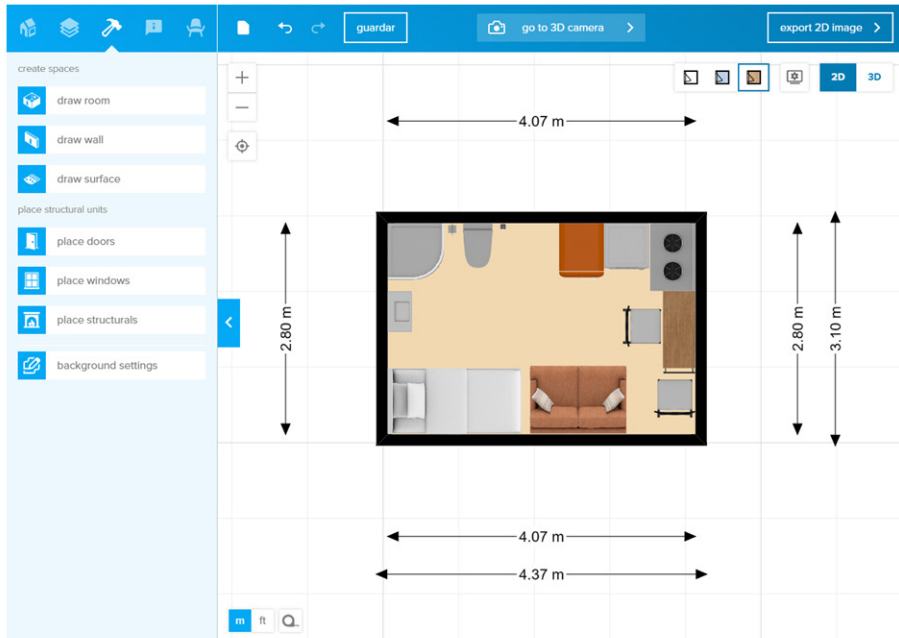 guardar
go to 3D camera
export 2D image
create spaces
draw room
draw wall
draw surface
place structural units
place doors
place windows
place structurals
background settings
2D
3D
4.07 m
2.80 m
2.80 m
3.10 m
4.07 m
4.37 m
m
ft